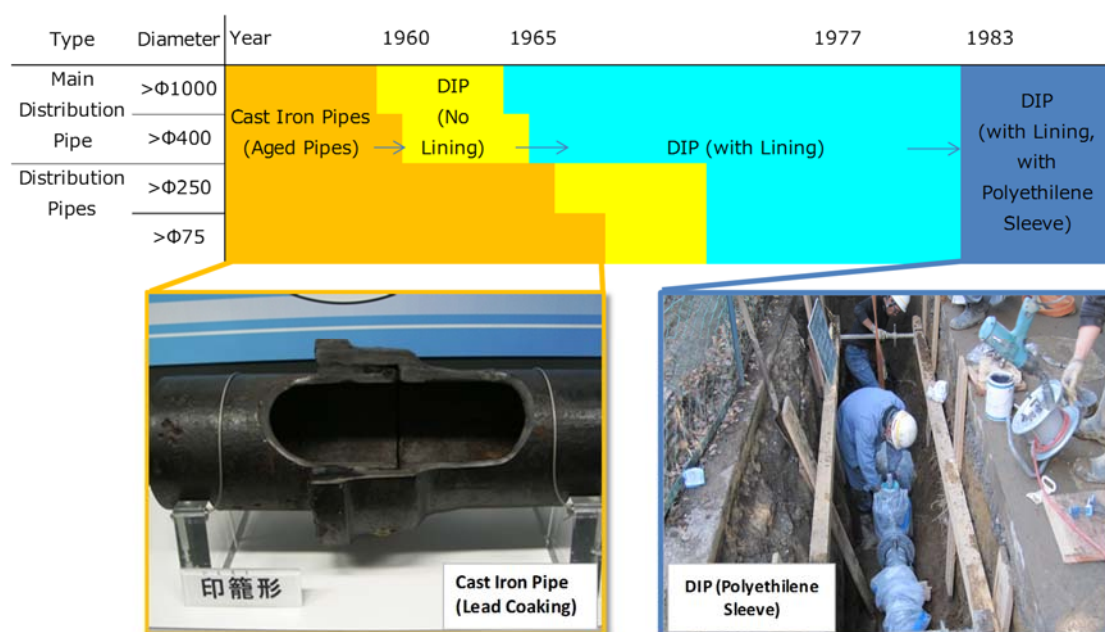 Type Diameter Year 1960 1965 1977 1983
Main
Distribution
Pipe
>Φ1000
>Φ400
Distribution
Pipes
>Φ250
>Φ75
Cast Iron Pipes
(Aged Pipes)
DIP
(No
Lining)
DIP (with Lining)
DIP
(with Lining,
with
Polyethilene
Sleeve)
印籠形
Cast Iron Pipe
(Lead Coaking)
DIP (Polyethilene
Sleeve)